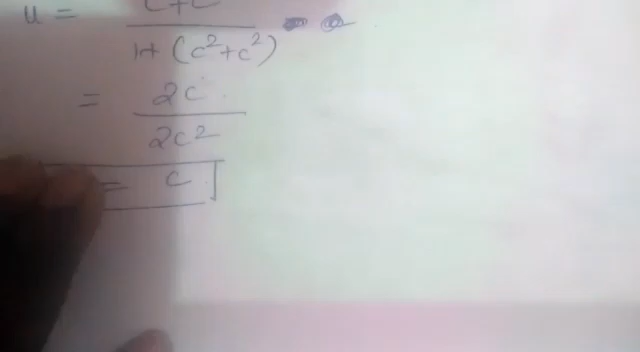 u = c+c
1+ (c²+c²)
= 2c
2c²
= c